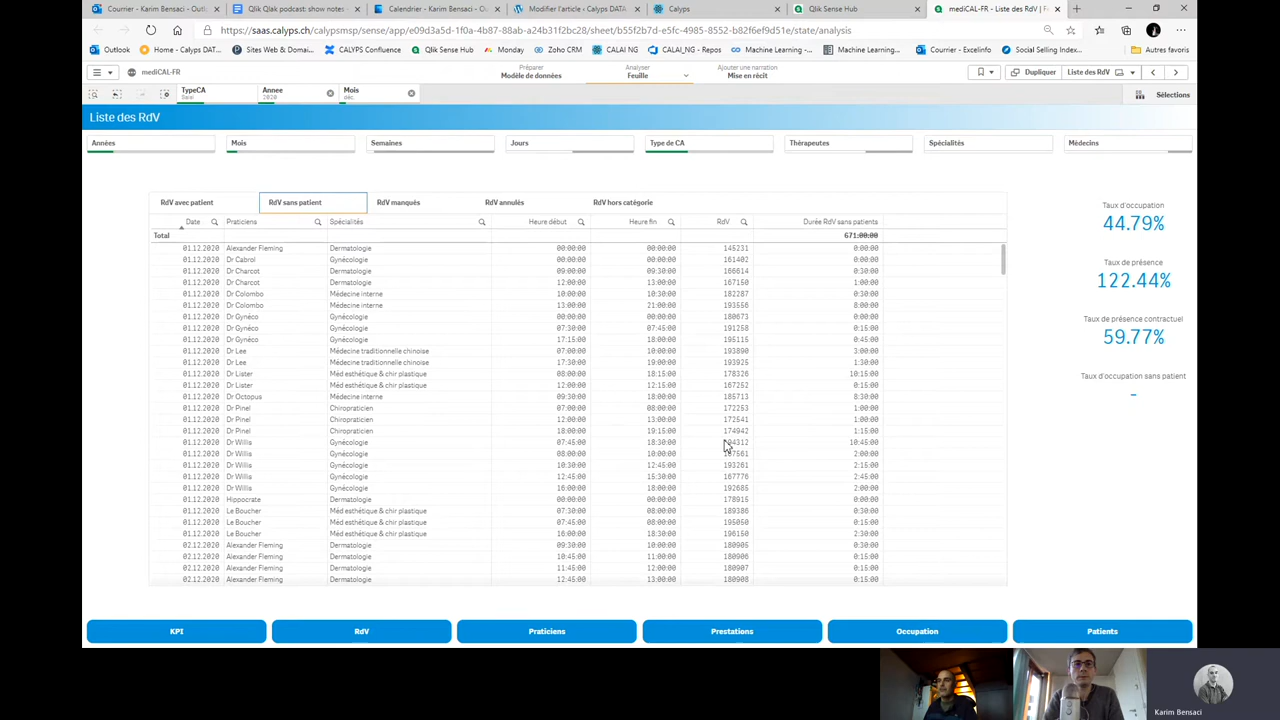 Courrier - Karim Bensaci - Outl...
Qlik Qlak podcast: show notes -
Calendrier - Karim Bensaci - Ou...
Modifier l'article ‹ Calyps DATA
Calyps
Qlik Sense Hub
mediCAL-FR - Liste des RdV | F
https://saas.calyps.ch/calypsmsp/sense/app/e09d3a5d-1f0a-4b87-88ab-a24b31f2bc28/sheet/b55f2b7d-e5fc-4985-8552-b82f6ef9d51e/state/analysis
Outlook
Home - Calyps DAT...
Sites Web & Domai...
CALYPS Confluence
Qlik Sense Hub
Monday
Zoho CRM
CALAI NG
CALAI_NG - Repos
Machine Learning -...
Machine Learning...
Courrier - Excelinfo
Social Selling Index...
Autres favoris
mediCAL-FR
Préparer
Modèle de données
Analyser
Feuille
Ajouter une narration
Mise en récit
Dupliquer
Liste des RdV
TypeCA
Annee
2020
Mois
déc.
Sélections
Liste des RdV
Années
Mois
Semaines
Jours
Type de CA
Thérapeutes
Spécialités
Médecins
RdV avec patient
RdV sans patient
RdV manqués
RdV annulés
RdV hors catégorie
Date Praticiens Spécialités Heure début Heure fin RdV Durée RdV sans patients
Total 671:00:00
01.12.2020 Alexander Fleming Dermatologie 00:00:00 00:00:00 145231 0:00:00
01.12.2020 Dr Cabrol Gynécologie 00:00:00 00:00:00 161402 0:00:00
01.12.2020 Dr Charcot Dermatologie 09:00:00 09:30:00 166614 0:30:00
01.12.2020 Dr Charcot Dermatologie 12:00:00 13:00:00 167150 1:00:00
01.12.2020 Dr Colombo Médecine interne 10:00:00 10:30:00 182287 0:30:00
01.12.2020 Dr Colombo Médecine interne 13:00:00 21:00:00 193556 8:00:00
01.12.2020 Dr Gynéco Gynécologie 00:00:00 00:00:00 180673 0:00:00
01.12.2020 Dr Gynéco Gynécologie 07:30:00 07:45:00 191258 0:15:00
01.12.2020 Dr Gynéco Gynécologie 17:15:00 18:00:00 195115 0:45:00
01.12.2020 Dr Lee Médecine traditionnelle chinoise 07:00:00 10:00:00 193890 3:00:00
01.12.2020 Dr Lee Médecine traditionnelle chinoise 17:30:00 19:00:00 193925 1:30:00
01.12.2020 Dr Lister Méd esthétique & chir plastique 08:00:00 18:15:00 178326 10:15:00
01.12.2020 Dr Lister Méd esthétique & chir plastique 12:00:00 12:15:00 167252 0:15:00
01.12.2020 Dr Octopus Médecine interne 09:30:00 18:00:00 185713 8:30:00
01.12.2020 Dr Pinel Chiropraticien 07:00:00 08:00:00 172253 1:00:00
01.12.2020 Dr Pinel Chiropraticien 12:00:00 13:00:00 172541 1:00:00
01.12.2020 Dr Pinel Chiropraticien 18:00:00 19:15:00 174942 1:15:00
01.12.2020 Dr Willis Gynécologie 07:45:00 18:30:00 10:45:00
01.12.2020 Dr Willis Gynécologie 08:00:00 10:00:00 2:00:00
01.12.2020 Dr Willis Gynécologie 10:30:00 12:45:00 193261 2:15:00
01.12.2020 Dr Willis Gynécologie 12:45:00 15:30:00 167776 2:45:00
01.12.2020 Dr Willis Gynécologie 16:00:00 18:00:00 192685 2:00:00
01.12.2020 Hippocrate Dermatologie 00:00:00 00:00:00 178915 0:00:00
01.12.2020 Le Boucher Méd esthétique & chir plastique 07:30:00 08:00:00 189386 0:30:00
01.12.2020 Le Boucher Méd esthétique & chir plastique 07:45:00 08:00:00 195050 0:15:00
01.12.2020 Le Boucher Méd esthétique & chir plastique 16:00:00 18:30:00 196150 2:30:00
02.12.2020 Alexander Fleming Dermatologie 09:30:00 10:00:00 180905 0:30:00
02.12.2020 Alexander Fleming Dermatologie 10:45:00 11:00:00 180906 0:15:00
02.12.2020 Alexander Fleming Dermatologie 11:45:00 12:00:00 180907 0:15:00
02.12.2020 Alexander Fleming Dermatologie 12:45:00 13:00:00 180908 0:15:00
Taux d'occupation
44.79%
Taux de présence
122.44%
Taux de présence contractuel
59.77%
Taux d'occupation sans patient
-
KPI
RdV
Praticiens
Prestations
Occupation
Patients
Karim Bensaci